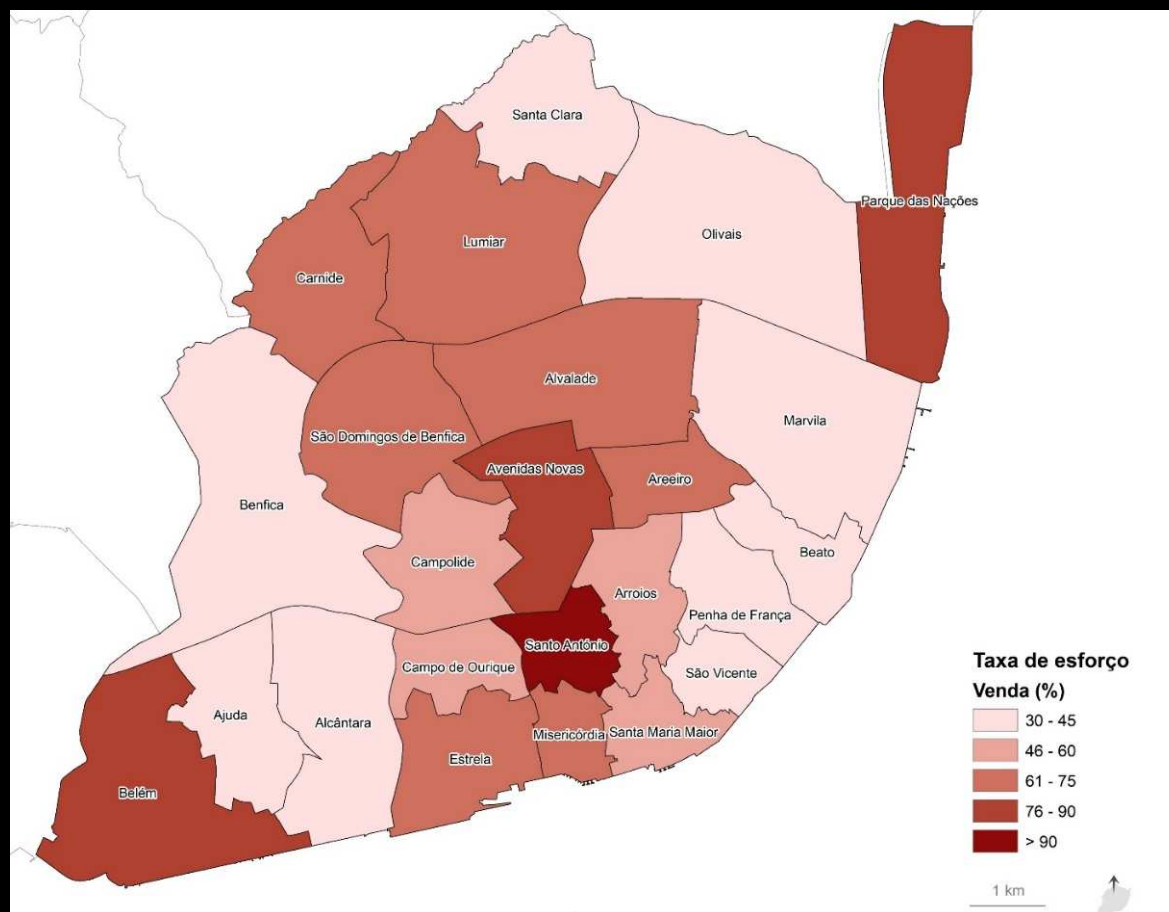 Santa Clara
Parque das Nações
Olivais
Lumiar
Carnide
Alvalade
Marvila
São Domingos de Benfica
Avenidas Novas
Areeiro
Benfica
Beato
Campolide
Arroios
Penha de França
Santo António
Campo de Ourique
São Vicente
Ajuda
Alcântara
Misericórdia
Santa Maria Maior
Estrela
Belém
Taxa de esforço
Venda (%)
30 - 45
46 - 60
61 - 75
76 - 90
> 90
1 km